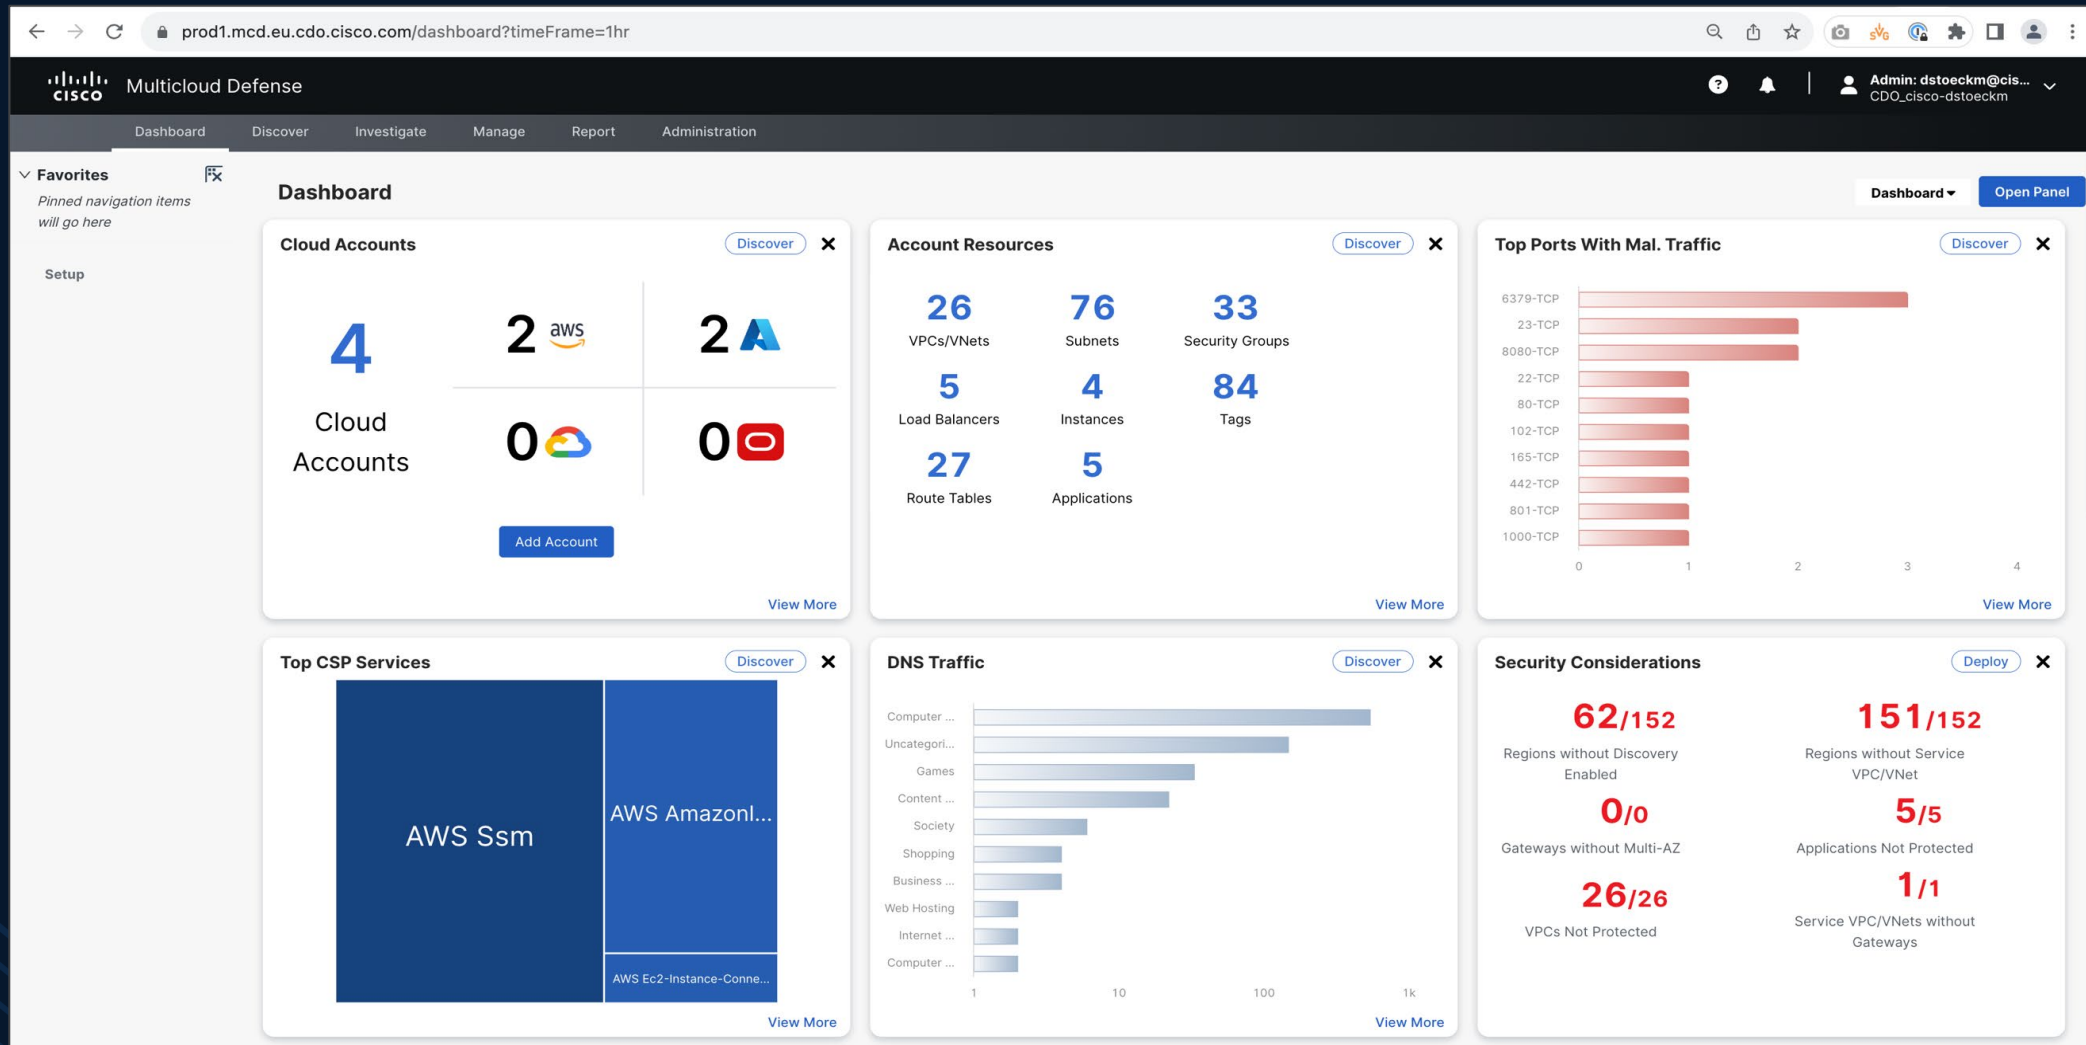 prod1.mcd.eu.cdo.cisco.com/dashboard?timeFrame=1hr
SVG
CISCO
Multicloud Defense
?
Admin: dstoeckm@cis...
CDO_cisco-dstoeckm
Dashboard
Discover
Investigate
Manage
Report
Administration
Favorites
Pinned navigation items
will go here
Setup
Dashboard
Dashboard
Open Panel
Cloud Accounts
Discover
4
Cloud
Accounts
2 aws
2
0
0
Add Account
View More
Account Resources
Discover
26
VPCs/VNets
76
Subnets
33
Security Groups
5
Load Balancers
4
Instances
84
Tags
27
Route Tables
5
Applications
View More
Top Ports With Mal. Traffic
Discover
6379-TCP
23-TCP
8080-TCP
22-TCP
80-TCP
102-TCP
165-TCP
442-TCP
801-TCP
1000-TCP
0 1 2 3 4
View More
Top CSP Services
Discover
AWS Ssm
AWS AmazonI...
AWS Ec2-Instance-Conne...
View More
DNS Traffic
Discover
Computer ...
Uncategori...
Games
Content ...
Society
Shopping
Business ...
Web Hosting
Internet ...
Computer ...
1 10 100 1k
View More
Security Considerations
Deploy
62/152
Regions without Discovery
Enabled
151/152
Regions without Service
VPC/VNet
0/0
Gateways without Multi-AZ
5/5
Applications Not Protected
26/26
VPCs Not Protected
1/1
Service VPC/VNets without
Gateways